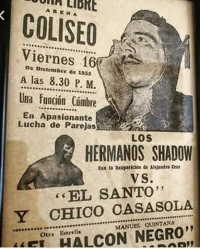 LUCHA LIBRE
ARENA
COLISEO
Viernes 16
De Diciembre de 1955
A las 8.30 P. M.
Una Función Cúmbre
En Apasionante
Lucha de Parejas
LOS
HERMANOS SHADOW
Con la Reaparición de Alejandro Cruz
VS.
"EL SANTO"
Y CHICO CASASOLA
MANUEL QUINTANA
Otra Estrella
"EL HALCON NEGRO"